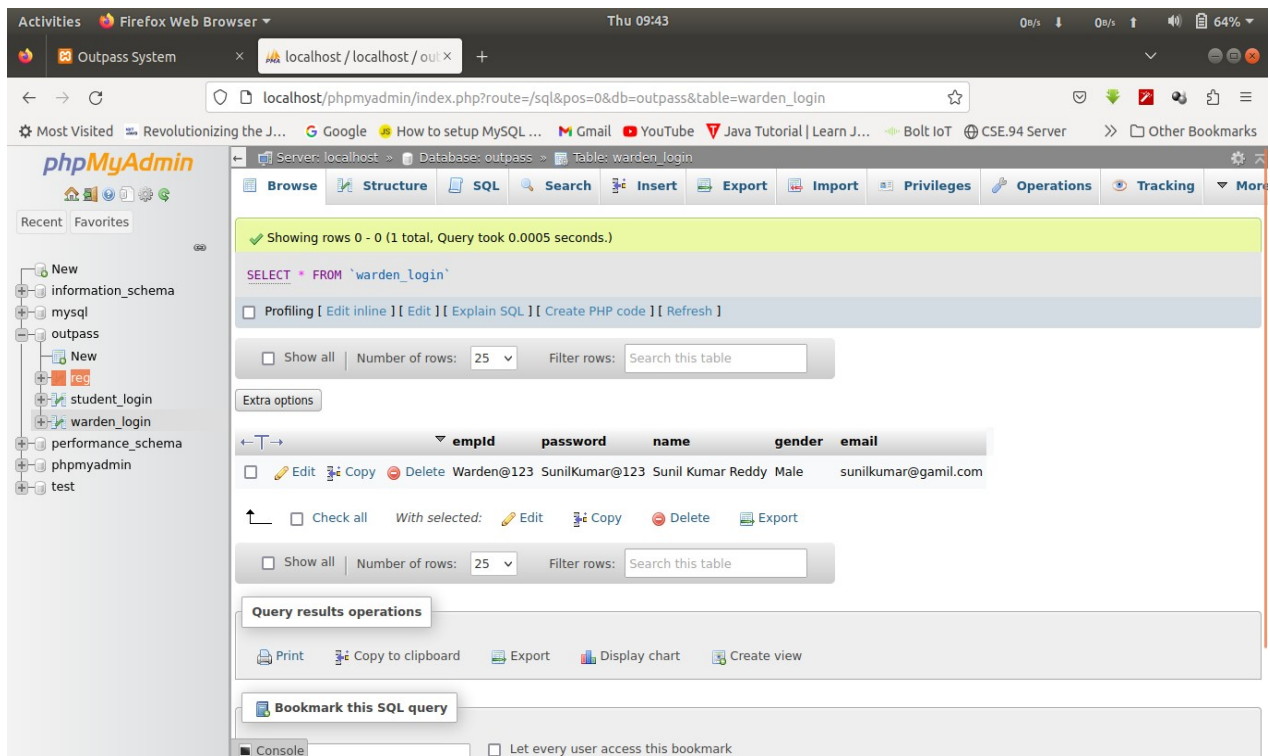 Activities Firefox Web Browser Thu 09:43 0B/s 0B/s 64%
Outpass System localhost / localhost / out
localhost/phpmyadmin/index.php?route=/sql&pos=0&db=outpass&table=warden_login
Most Visited Revolutionizing the J... Google How to setup MySQL ... Gmail YouTube Java Tutorial | Learn J... Bolt IoT CSE.94 Server Other Bookmarks
phpMyAdmin
Recent Favorites
New
information_schema
mysql
outpass
New
reg
student_login
warden_login
performance_schema
phpmyadmin
test
Server: localhost » Database: outpass » Table: warden_login
Browse Structure SQL Search Insert Export Import Privileges Operations Tracking More
Showing rows 0 - 0 (1 total, Query took 0.0005 seconds.)
SELECT * FROM `warden_login`
Profiling [ Edit inline ] [ Edit ] [ Explain SQL ] [ Create PHP code ] [ Refresh ]
Show all Number of rows: 25 Filter rows: Search this table
Extra options
empId password name gender email
Edit Copy Delete Warden@123 SunilKumar@123 Sunil Kumar Reddy Male sunilkumar@gamil.com
Check all With selected: Edit Copy Delete Export
Show all Number of rows: 25 Filter rows: Search this table
Query results operations
Print Copy to clipboard Export Display chart Create view
Bookmark this SQL query
Console Let every user access this bookmark